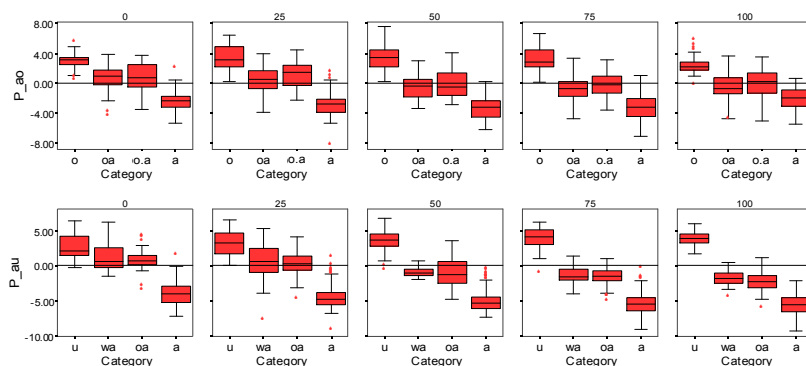 0 25 50 75 100
P_ao
8.00
4.00
0.00
-4.00
-8.00
o oa o.a a o oa o.a a o oa o.a a o oa o.a a o oa o.a a
Category Category Category Category Category
0 25 50 75 100
P_au
5.00
0.00
-5.00
-10.00
u wa oa a u wa oa a u wa oa a u wa oa a u wa oa a
Category Category Category Category Category